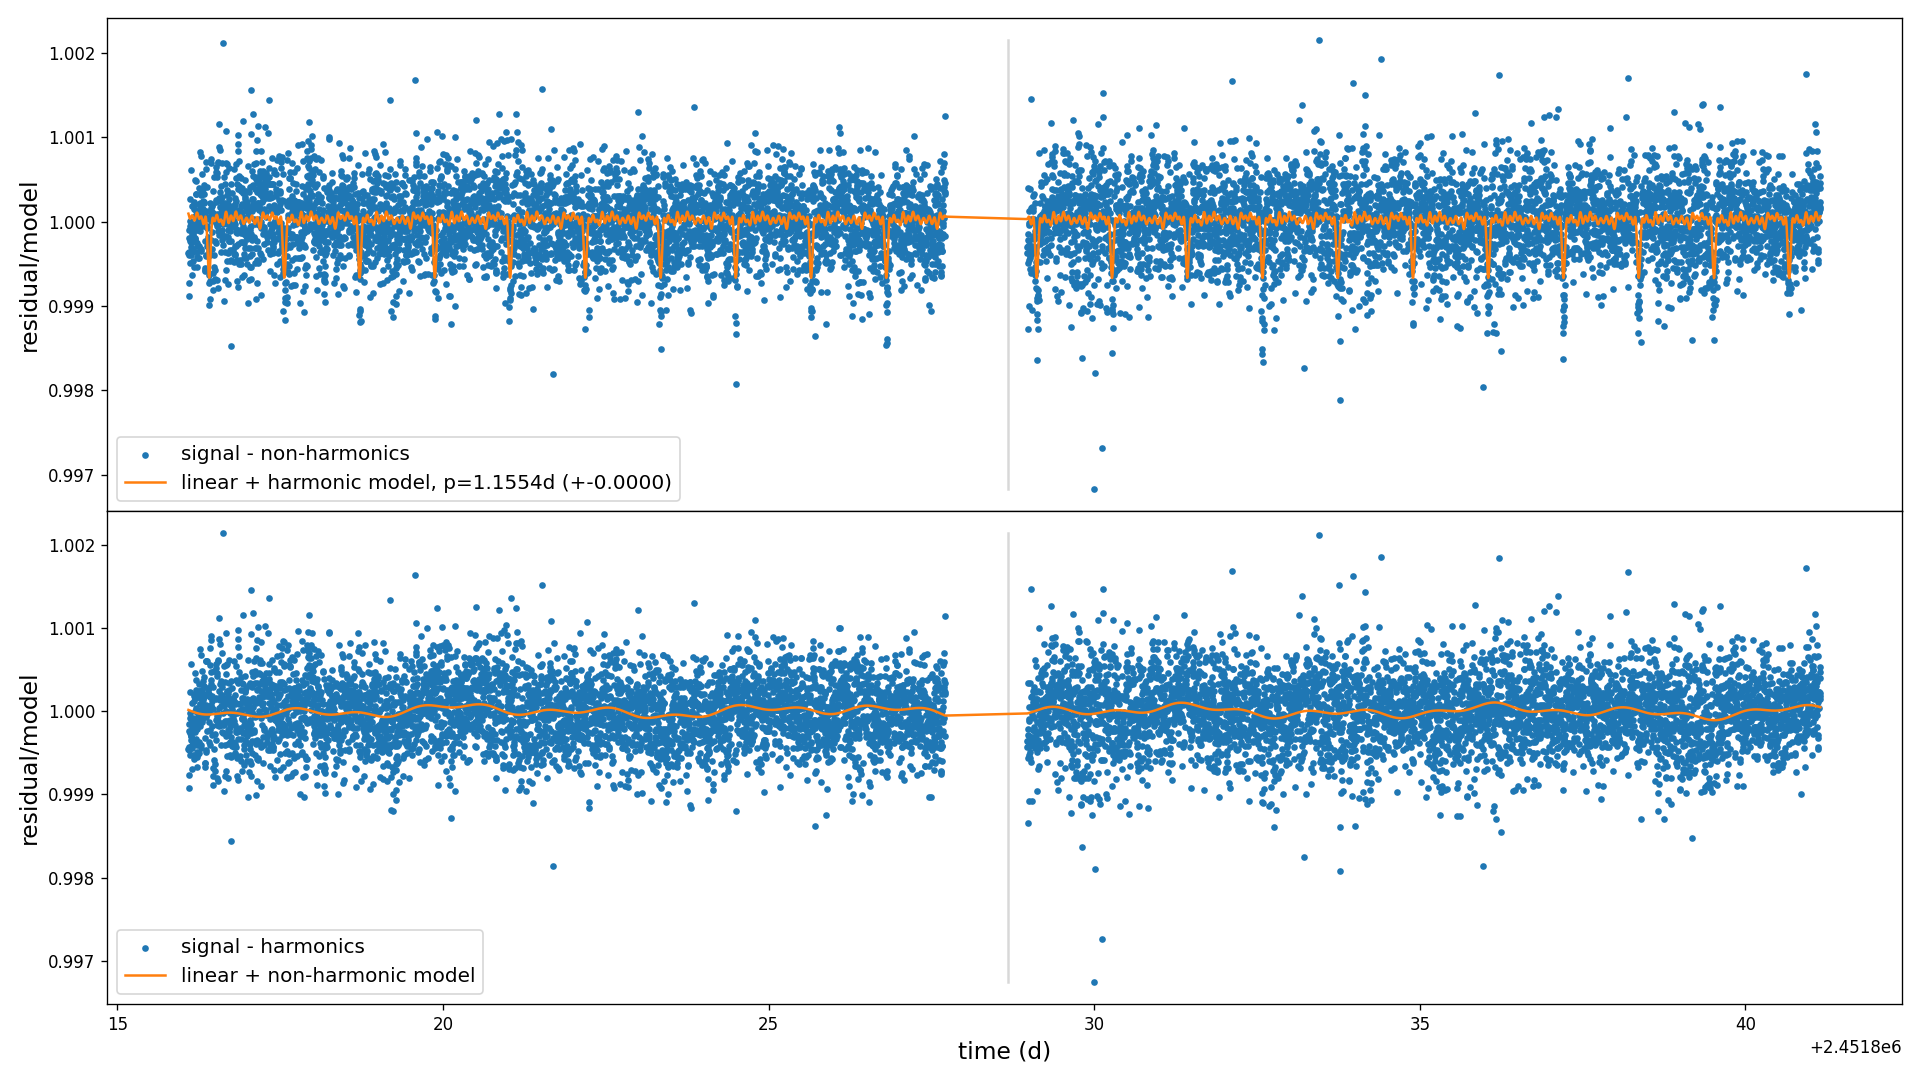 residual/model
1.002
1.001
1.000
0.999
0.998
0.997
signal - non-harmonics
linear + harmonic model, p=1.1554d (+-0.0000)
residual/model
1.002
1.001
1.000
0.999
0.998
0.997
signal - harmonics
linear + non-harmonic model
15 20 25 30 35 40
time (d)
+2.4518e6